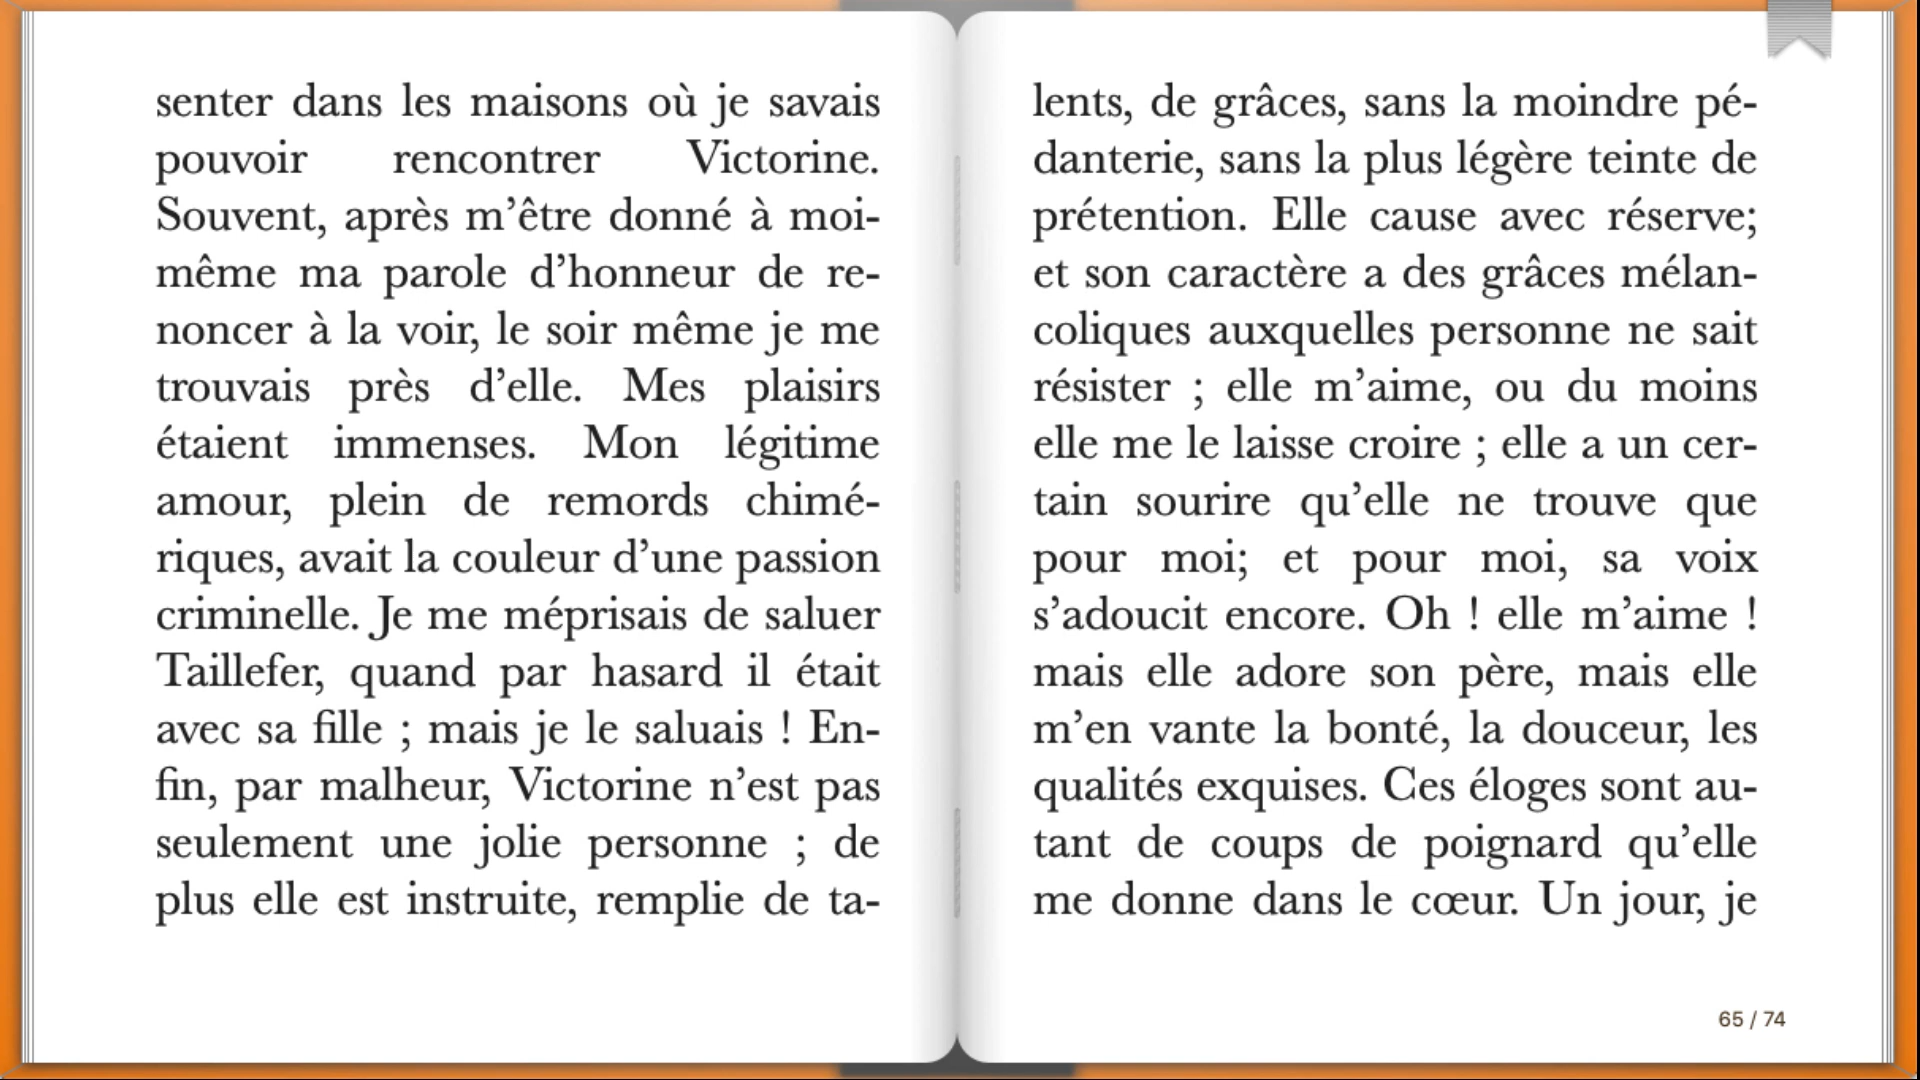 senter dans les maisons où je savais
pouvoir rencontrer Victorine.
Souvent, après m’être donné à moi-
même ma parole d’honneur de re-
noncer à la voir, le soir même je me
trouvais près d’elle. Mes plaisirs
étaient immenses. Mon légitime
amour, plein de remords chimé-
riques, avait la couleur d’une passion
criminelle. Je me méprisais de saluer
Taillefer, quand par hasard il était
avec sa fille ; mais je le saluais ! En-
fin, par malheur, Victorine n’est pas
seulement une jolie personne ; de
plus elle est instruite, remplie de ta-
lents, de grâces, sans la moindre pé-
danterie, sans la plus légère teinte de
prétention. Elle cause avec réserve;
et son caractère a des grâces mélan-
coliques auxquelles personne ne sait
résister ; elle m’aime, ou du moins
elle me le laisse croire ; elle a un cer-
tain sourire qu’elle ne trouve que
pour moi; et pour moi, sa voix
s’adoucit encore. Oh ! elle m’aime !
mais elle adore son père, mais elle
m’en vante la bonté, la douceur, les
qualités exquises. Ces éloges sont au-
tant de coups de poignard qu’elle
me donne dans le cœur. Un jour, je
65 / 74